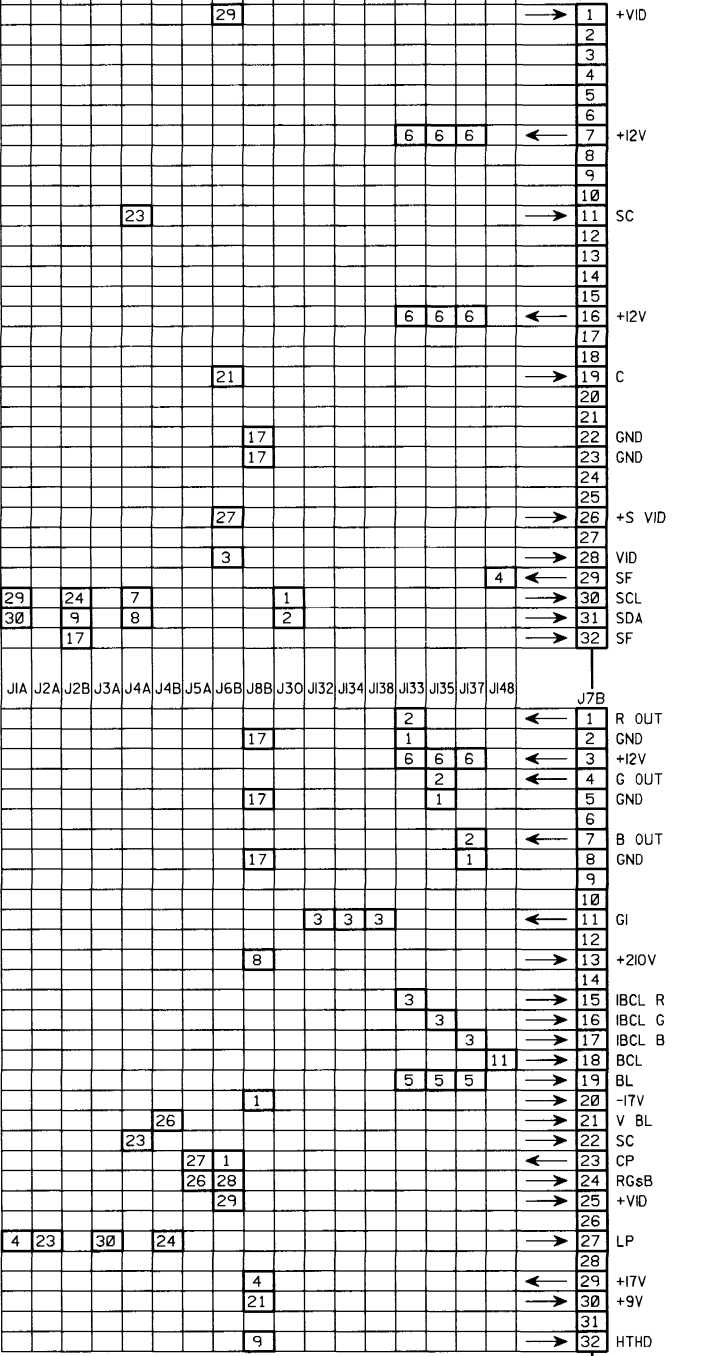 29 1 +VID
2
3
4
5
6
6 6 6 7 +12V
8
9
10
23 11 SC
12
13
14
15
6 6 6 16 +12V
17
18
21 19 C
20
21
17 22 GND
17 23 GND
24
25
27 26 +S VID
27
3 28 VID
4 29 SF
29 24 7 1 30 SCL
30 9 8 2 31 SDA
17 32 SF
J1A J2A J2B J3A J4A J4B J5A J6B J8B J30 J132 J134 J138 J133 J135 J137 J148
J7B
2 1 R OUT
17 1 2 GND
6 6 6 3 +12V
2 4 G OUT
17 1 5 GND
6
2 7 B OUT
17 1 8 GND
9
10
3 3 3 11 G1
12
8 13 +210V
14
3 15 IBCL R
3 16 IBCL G
3 17 IBCL B
11 18 BCL
5 5 5 19 BL
1 20 -17V
26 21 V BL
23 22 SC
27 1 23 CP
26 28 24 RGsB
29 25 +VID
26
4 23 30 24 27 LP
28
4 29 +17V
21 30 +9V
31
9 32 HTHD